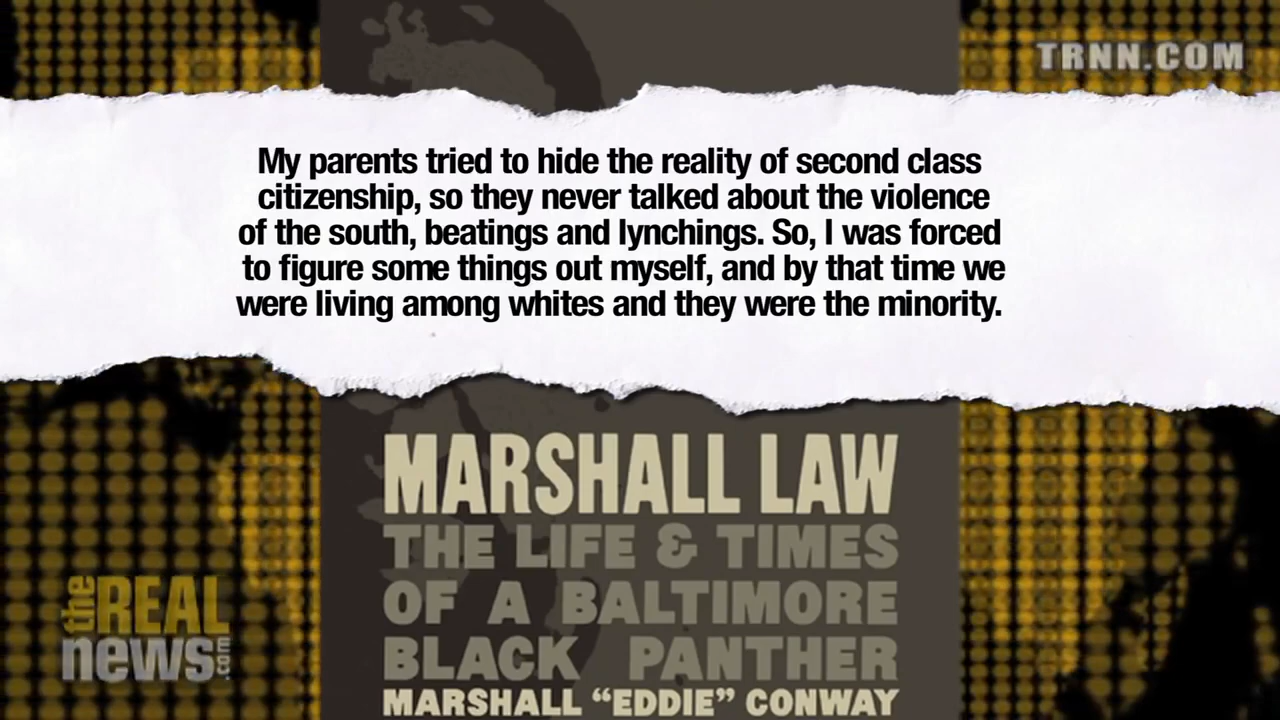 TRNN.COM
My parents tried to hide the reality of second class
citizenship, so they never talked about the violence
of the south, beatings and lynchings. So, I was forced
to figure some things out myself, and by that time we
were living among whites and they were the minority.
MARSHALL LAW
THE LIFE & TIMES
OF A BALTIMORE
BLACK PANTHER
MARSHALL “EDDIE” CONWAY
the REAL
news.com